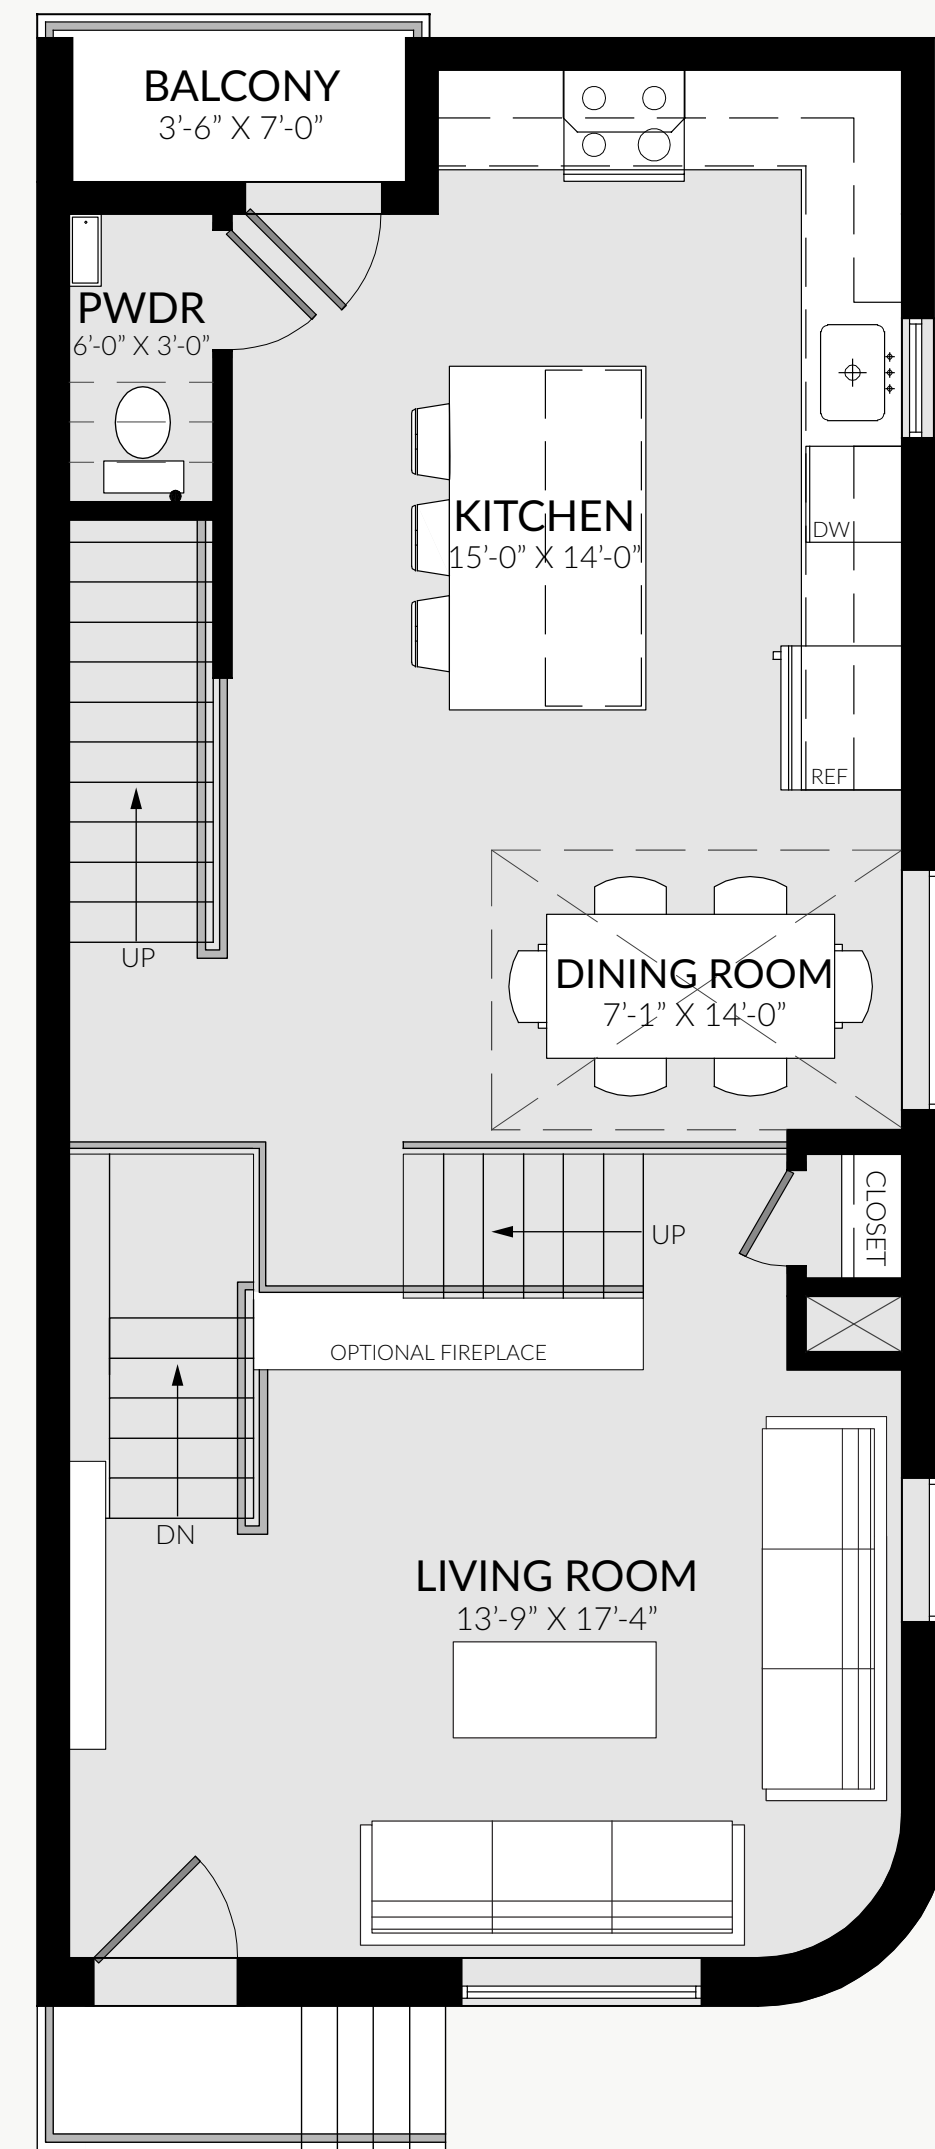 BALCONY
3’-6” X 7’-0”
PWDR
6’-0” X 3’-0”
KITCHEN
15’-0” X 14’-0”
DW
REF
UP
DINING ROOM
7’-1” X 14’-0”
CLOSET
UP
OPTIONAL FIREPLACE
DN
LIVING ROOM
13’-9” X 17’-4”